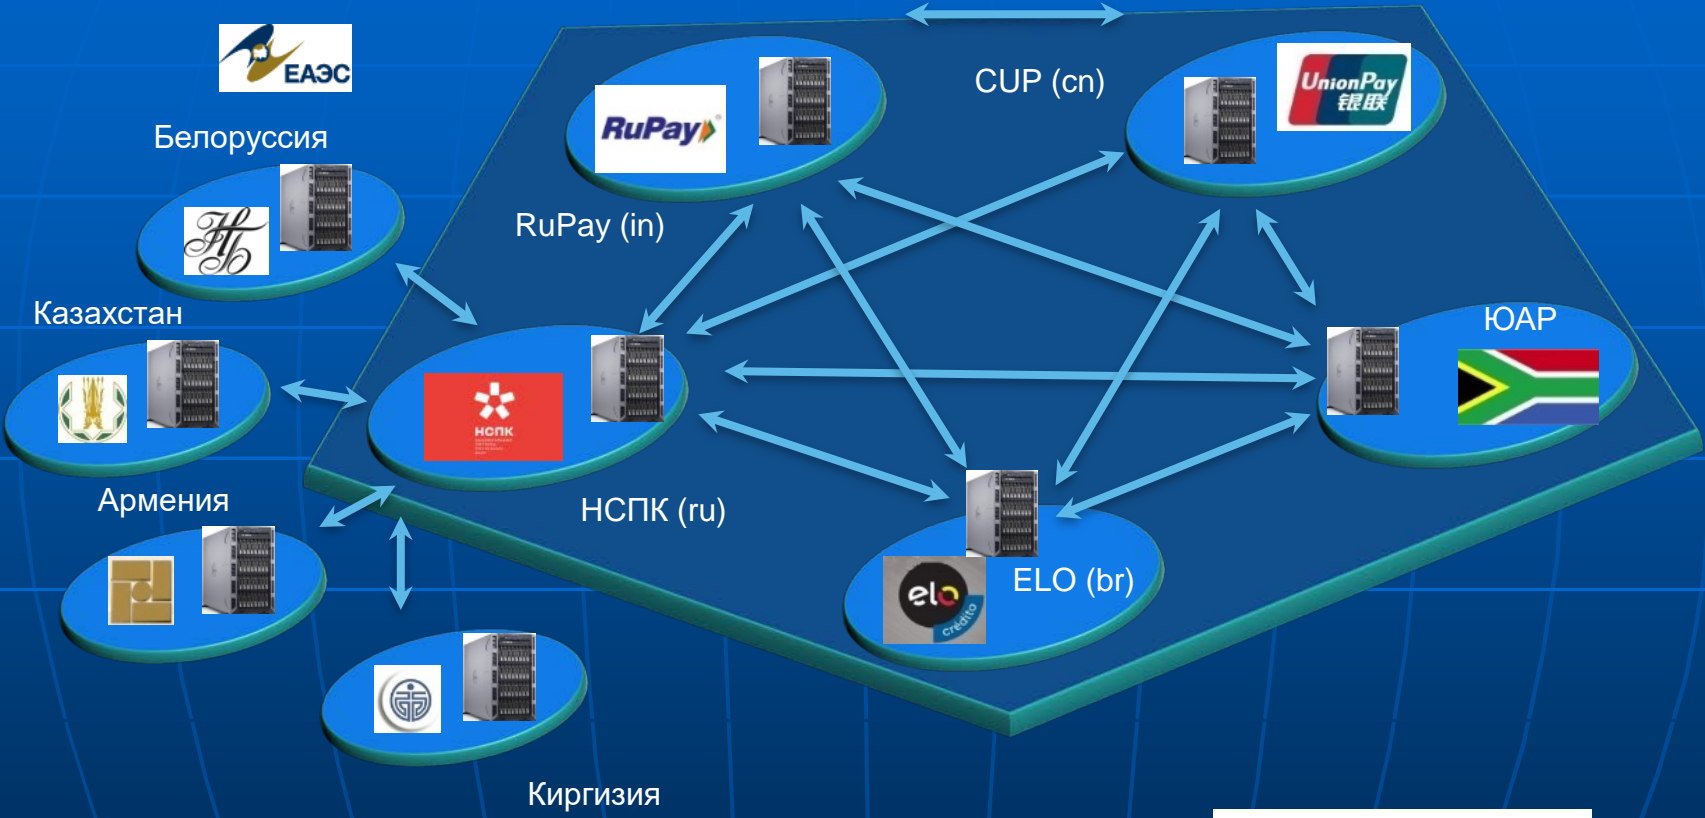 ЕАЭС
Белоруссия
RuPay
CUP (cn)
UnionPay
银联
RuPay (in)
Казахстан
ЮАР
НСПК
Армения
НСПК (ru)
elo
crédito
ELO (br)
Киргизия